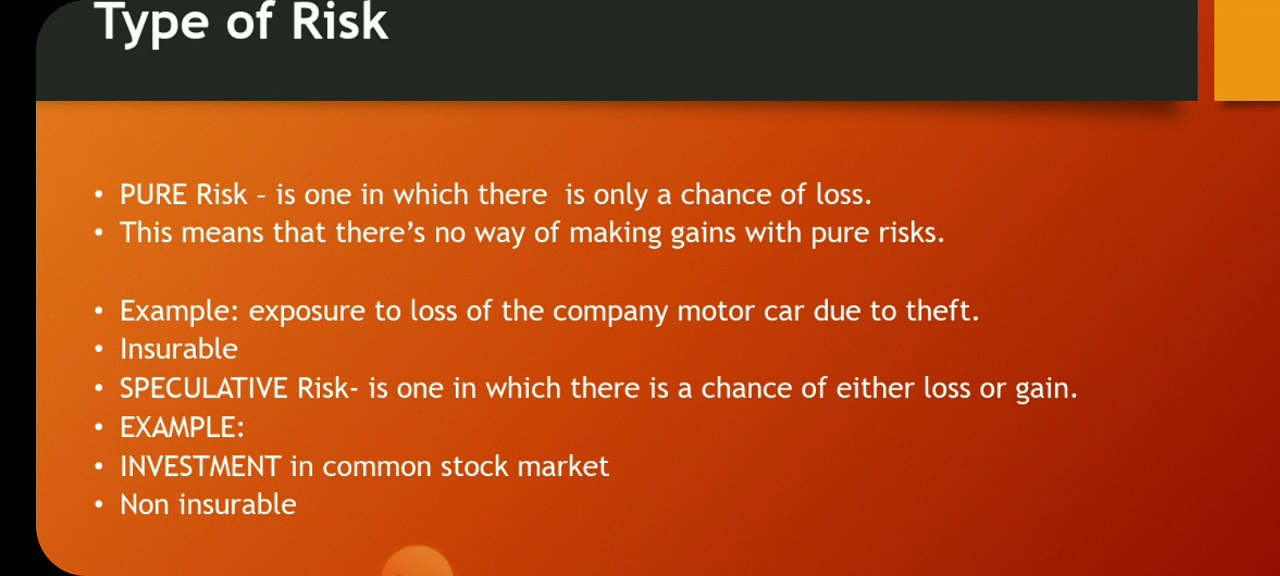 Type of Risk
• PURE Risk – is one in which there  is only a chance of loss.
• This means that there’s no way of making gains with pure risks.
• Example: exposure to loss of the company motor car due to theft.
• Insurable
• SPECULATIVE Risk- is one in which there is a chance of either loss or gain.
• EXAMPLE:
• INVESTMENT in common stock market
• Non insurable